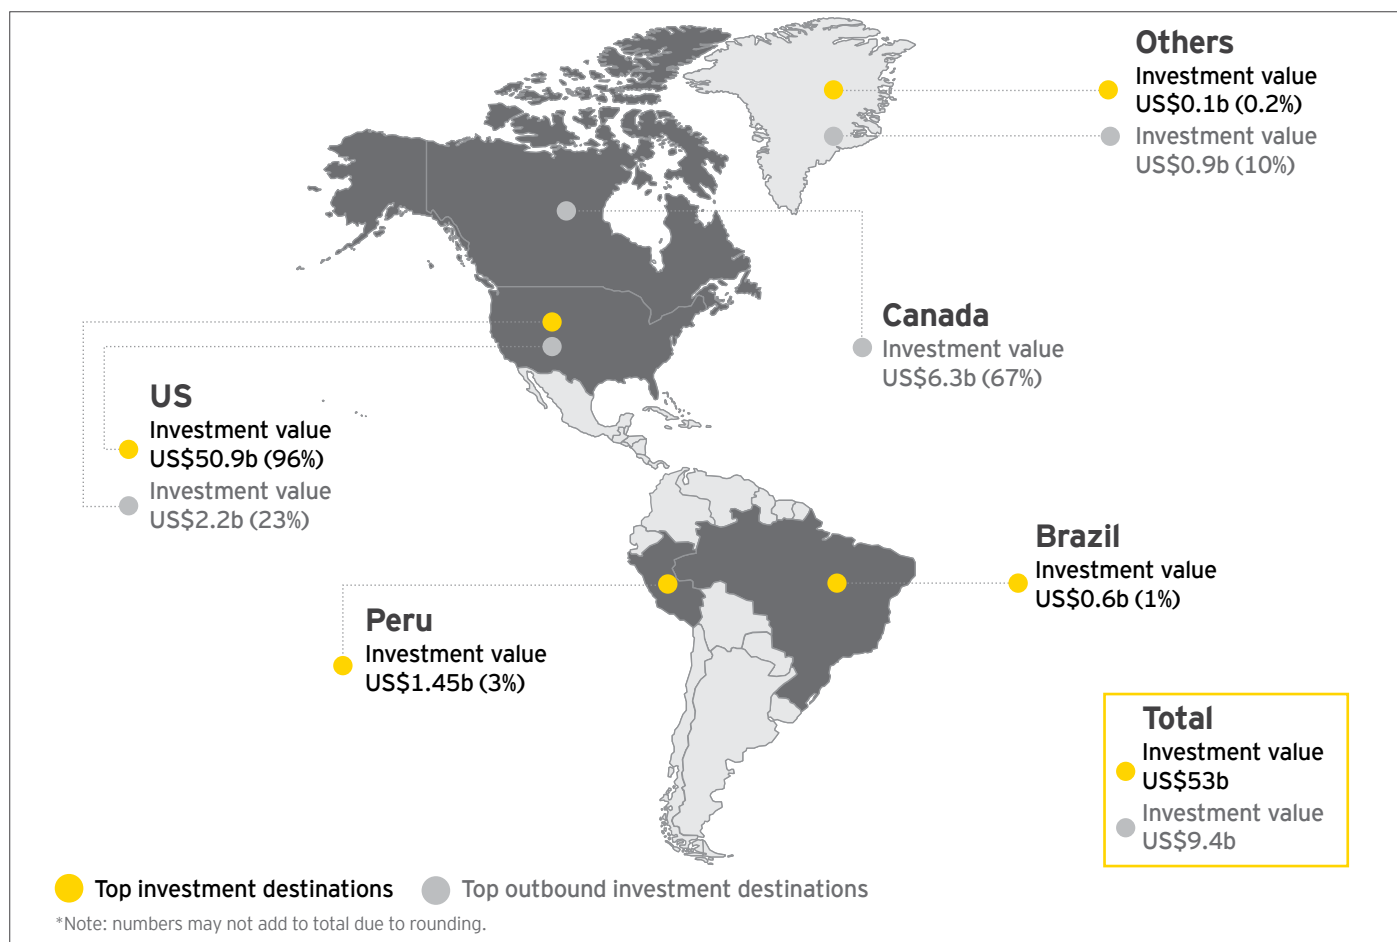 Others
Investment value
US$0.1b (0.2%)
Investment value
US$0.9b (10%)
Canada
Investment value
US$6.3b (67%)
US
Investment value
US$50.9b (96%)
Investment value
US$2.2b (23%)
Brazil
Investment value
US$0.6b (1%)
Peru
Investment value
US$1.45b (3%)
Total
Investment value
US$53b
Investment value
US$9.4b
Top investment destinations
Top outbound investment destinations
*Note: numbers may not add to total due to rounding.